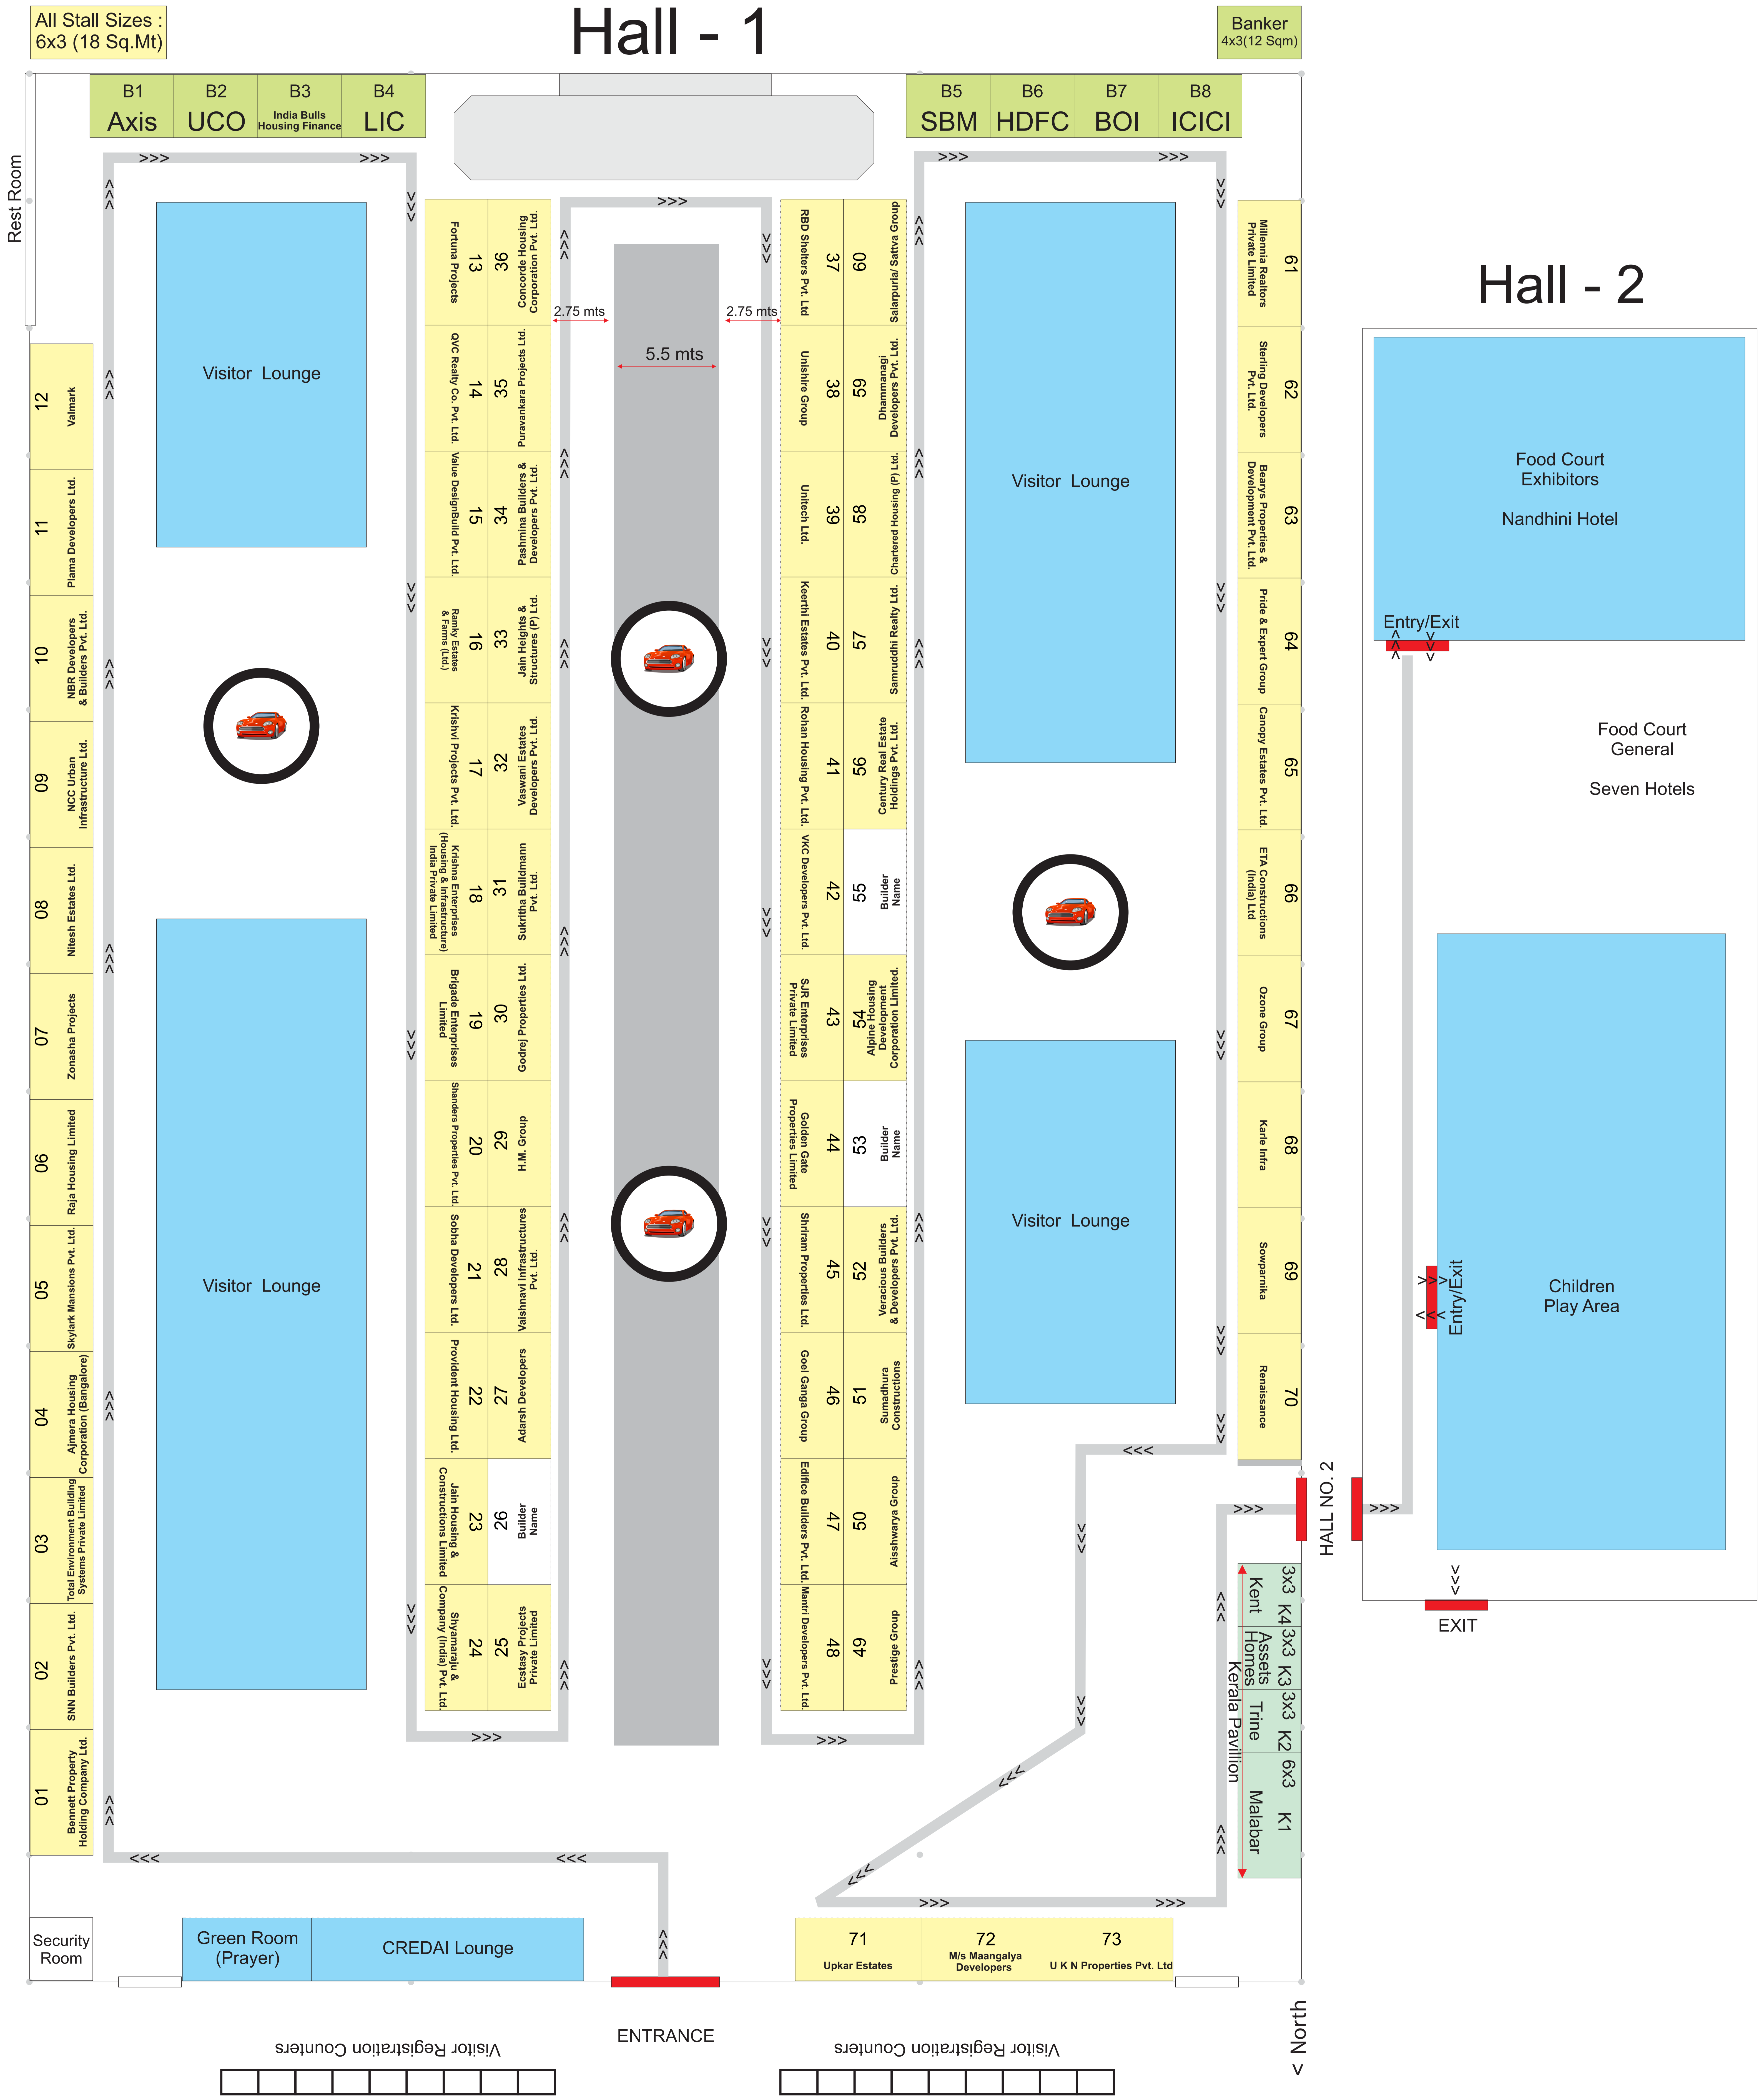 All Stall Sizes :
6x3 (18 Sq.Mt)
Hall - 1
Banker
4x3(12 Sqm)
B1
Axis
B2
UCO
B3
India Bulls
Housing Finance
B4
LIC
B5
SBM
B6
HDFC
B7
BOI
B8
ICICI
Rest Room
>>>
>>>
>>>
>>>
>>>
Visitor Lounge
Visitor Lounge
2.75 mts
2.75 mts
5.5 mts
12
Valmark
11
Plama Developers Ltd.
10
NBR Developers
& Builders Pvt. Ltd.
09
NCC Urban
Infrastructure Ltd.
08
Nitesh Estates Ltd.
07
Zonasha Projects
06
Raja Housing Limited
05
Skylark Mansions Pvt. Ltd.
04
Ajmera Housing
Corporation (Bangalore)
03
Total Environment Building
Systems Private Limited
02
SNN Builders Pvt. Ltd.
01
Bennett Property
Holding Company Ltd.
Visitor Lounge
13
Fortuna Projects
14
QVC Realty Co. Pvt. Ltd.
15
Value DesignBuild Pvt. Ltd.
16
Ramky Estates
& Farms (Ltd.)
17
Krishvi Projects Pvt. Ltd.
18
Krishna Enterprises
(Housing & Infrastructure)
India Private Limited
19
Brigade Enterprises
Limited
20
Shanders Properties Pvt. Ltd.
21
Sobha Developers Ltd.
22
Provident Housing Ltd.
23
Jain Housing &
Constructions Limited
24
Shyamaraju &
Company (India) Pvt. Ltd.
36
Concorde Housing
Corporation Pvt. Ltd.
35
Puravankara Projects Ltd.
34
Pashmina Builders &
Developers Pvt. Ltd.
33
Jain Heights &
Structures (P) Ltd.
32
Vaswani Estates
Developers Pvt. Ltd.
31
Sukritha Buildmann
Pvt. Ltd.
30
Godrej Properties Ltd.
29
H.M. Group
28
Vaishnavi Infrastructures
Pvt. Ltd.
27
Adarsh Developers
26
Builder
Name
25
Ecstasy Projects
Private Limited
37
RBD Shelters Pvt. Ltd
38
Unishire Group
39
Unitech Ltd.
40
Keerthi Estates Pvt. Ltd.
41
Rohan Housing Pvt. Ltd.
42
VKC Developers Pvt. Ltd.
43
SJR Enterprises
Private Limited
44
Golden Gate
Properties Limited
45
Shriram Properties Ltd.
46
Goel Ganga Group
47
Edifice Builders Pvt. Ltd.
48
Mantri Developers Pvt. Ltd.
60
Salarpuria/ Sattva Group
59
Dhammanagi
Developers Pvt. Ltd.
58
Chartered Housing (P) Ltd.
57
Samruddhi Realty Ltd.
56
Century Real Estate
Holdings Pvt. Ltd.
55
Builder
Name
54
Alpine Housing
Development
Corporation Limited.
53
Builder
Name
52
Veracious Builders
& Developers Pvt. Ltd.
51
Sumadhura
Constructions
50
Aisshwarya Group
49
Prestige Group
Visitor Lounge
61
Millennia Realtors
Private Limited
62
Sterling Developers
Pvt. Ltd.
63
Bearys Properties &
Development Pvt. Ltd.
64
Pride & Expert Group
65
Canopy Estates Pvt. Ltd.
66
ETA Constructions
(India) Ltd
67
Ozone Group
68
Karle Infra
69
Sowparnika
70
Renaissance
HALL NO. 2
3x3 K4
Kent
3x3 K3
Assets
Homes
3x3 K2
Trine
6x3 K1
Malabar
Kerala Pavillion
Hall - 2
Food Court
Exhibitors
Nandhini Hotel
Entry/Exit
Food Court
General
Seven Hotels
Entry/Exit
Children
Play Area
EXIT
Security
Room
Green Room
(Prayer)
CREDAI Lounge
71
Upkar Estates
72
M/s Maangalya
Developers
73
U K N Properties Pvt. Ltd
ENTRANCE
Visitor Registration Counters
Visitor Registration Counters
< North